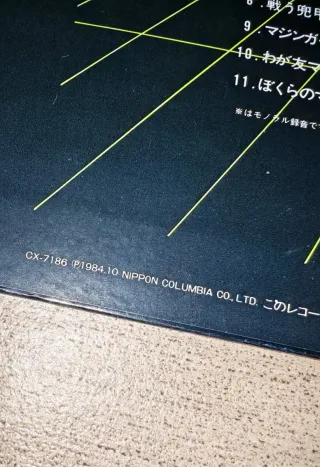 8.戦う兜甲
9.マジンガ
10.わが友マ
11.ぼくらの
※はモノラル録音で
CX-7186 Ⓟ1984.10 NIPPON COLUMBIA CO., LTD. このレコー